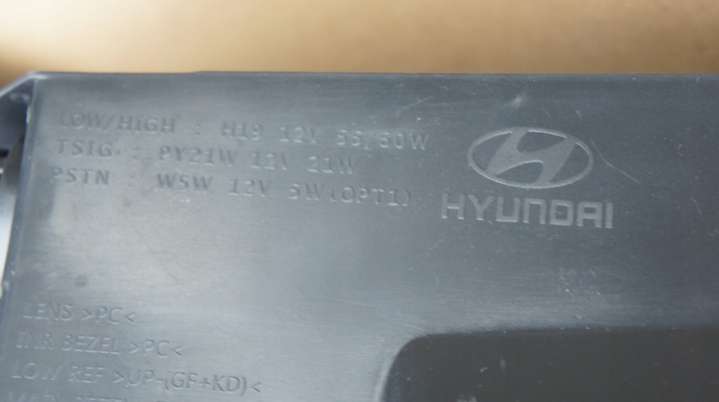 LOW/HIGH : H19 12V 55/60W
TSIG : PY21W 12V 21W
PSTN : W5W 12V 5W(OPT1)
HYUNDAI
LENS >PC<
INR BEZEL >PC<
LOW REF >UP-(GF+KD)<